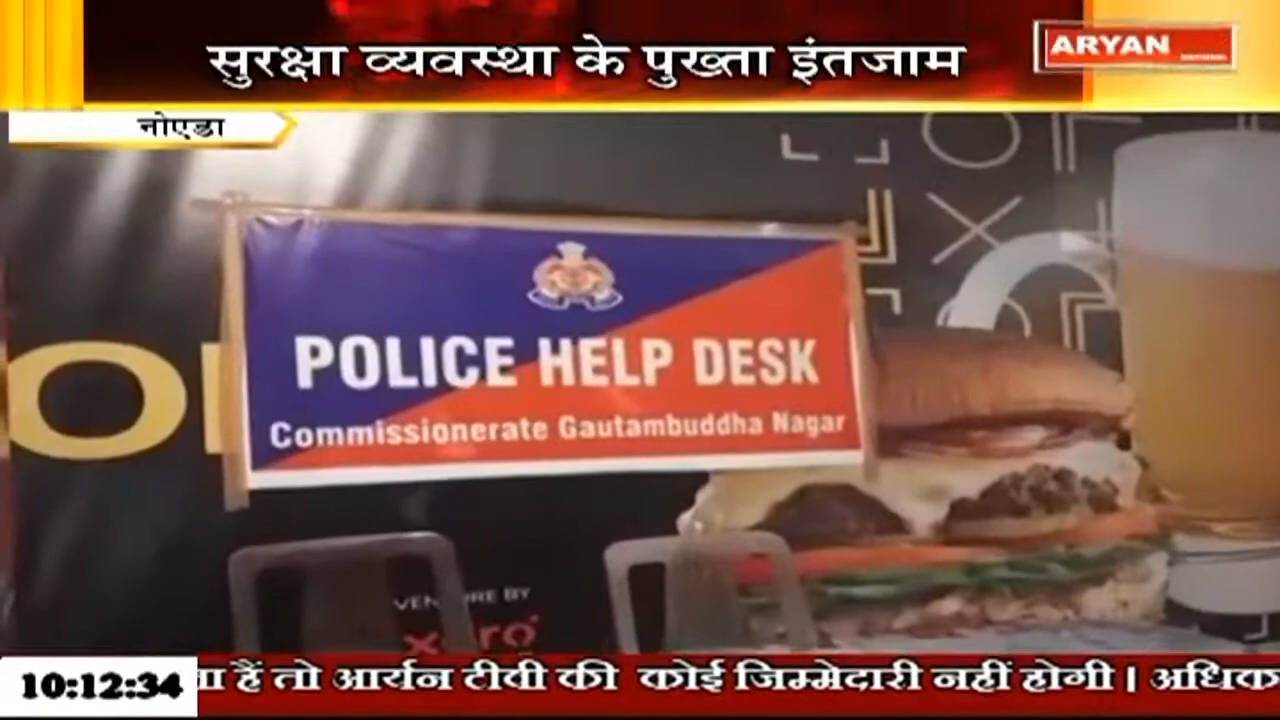 सुरक्षा व्यवस्था के पुख्ता इंतजाम
ARYAN
नोएडा
POLICE HELP DESK
Commissionerate Gautambuddha Nagar
10:12:34
हैं तो आर्यन टीवी की कोई जिम्मेदारी नहीं होगी | अधिक